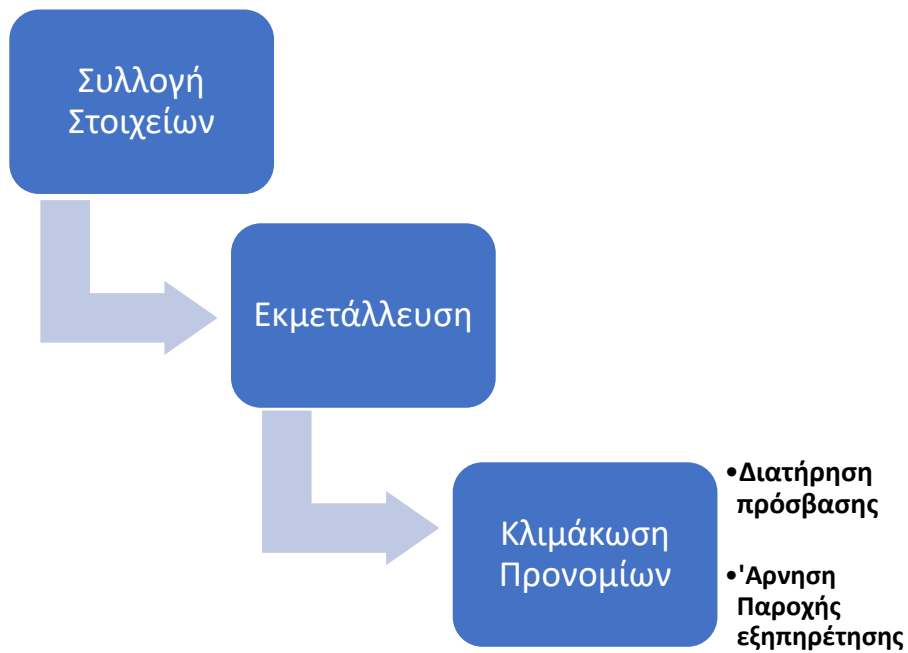 Συλλογή
Στοιχείων
Εκμετάλλευση
Κλιμάκωση
Προνομίων
•Διατήρηση
πρόσβασης
•'Αρνηση
Παροχής
εξηπηρέτησης